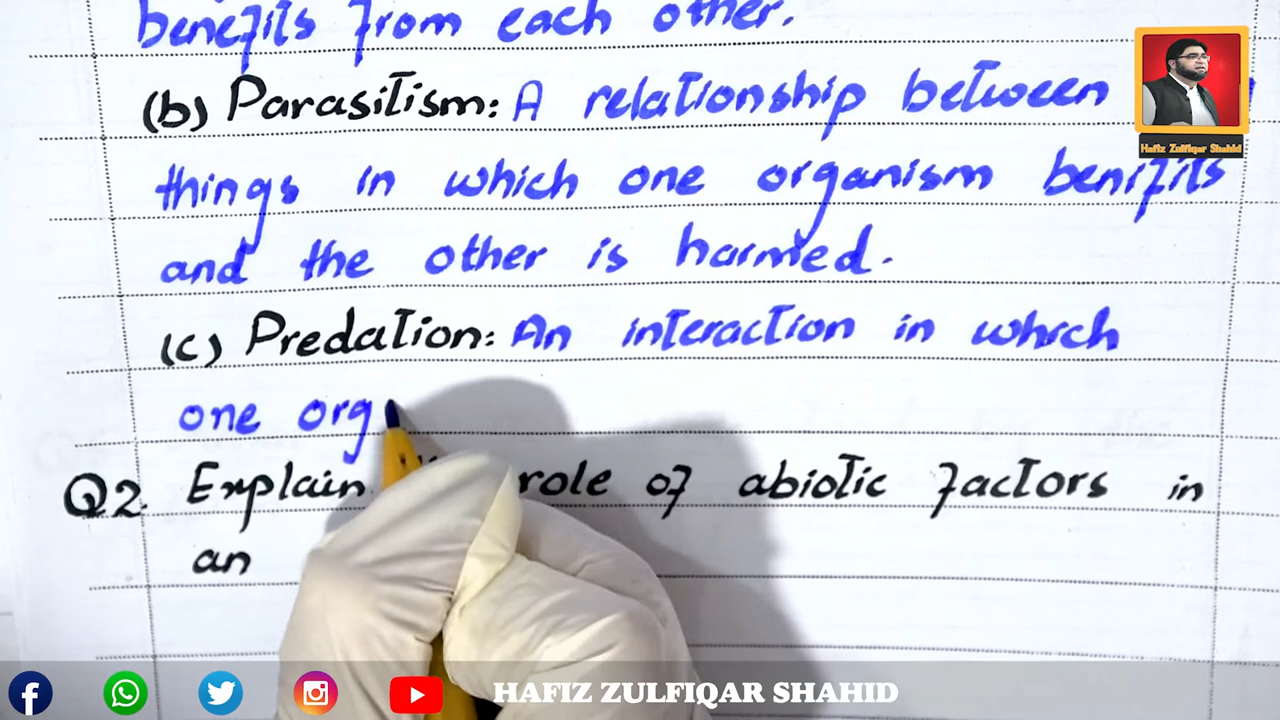 benefits from each other.
(b) Parasitism: A relationship between
things in which one organism benifits
and the other is harmed.
(c) Predation: An interaction in which
one org
Q2. Explain role of abiotic factors in
an
Hafiz Zulfiqar Shahid
HAFIZ ZULFIQAR SHAHID